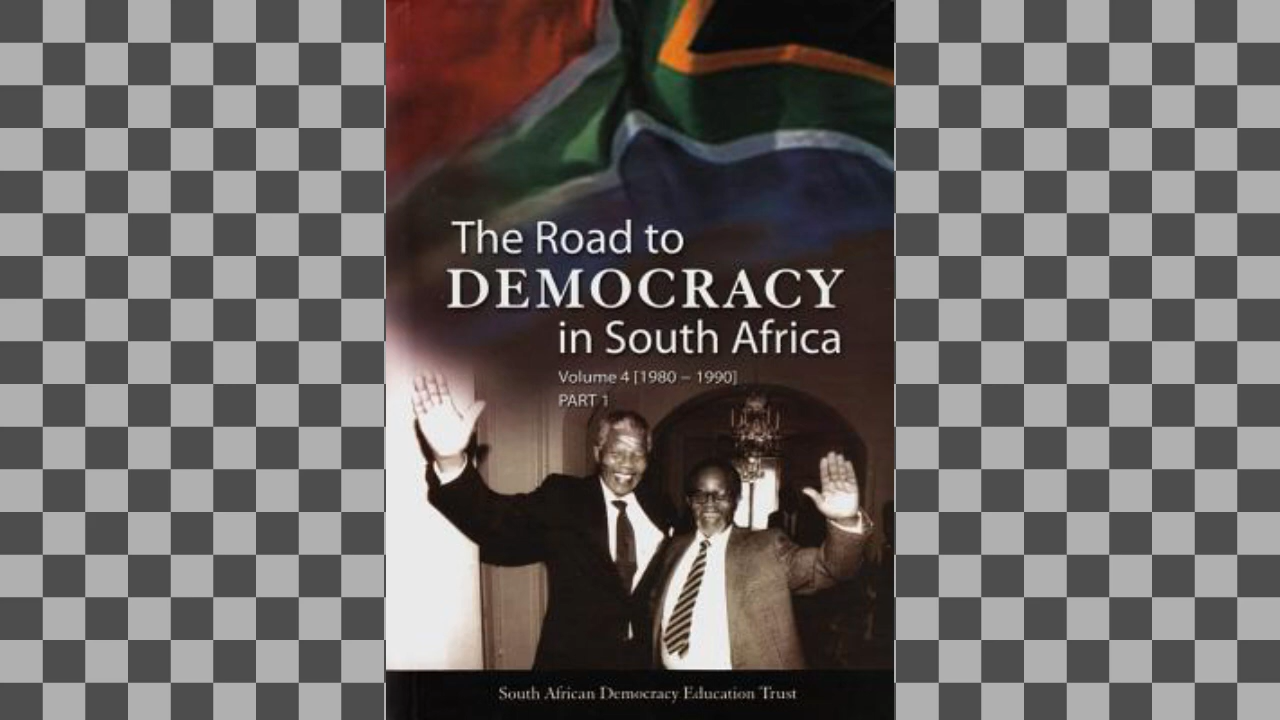 The Road to
DEMOCRACY
in South Africa
Volume 4 [1980 – 1990]
PART 1
South African Democracy Education Trust